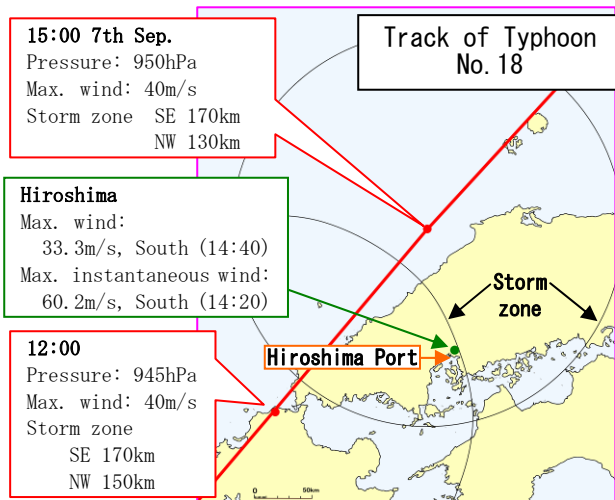 Track of Typhoon
No.18
15:00 7th Sep.
Pressure: 950hPa
Max. wind: 40m/s
Storm zone SE 170km
NW 130km
Hiroshima
Max. wind:
33.3m/s, South (14:40)
Max. instantaneous wind:
60.2m/s, South (14:20)
Storm
zone
Hiroshima Port
12:00
Pressure: 945hPa
Max. wind: 40m/s
Storm zone
SE 170km
NW 150km
0 50km